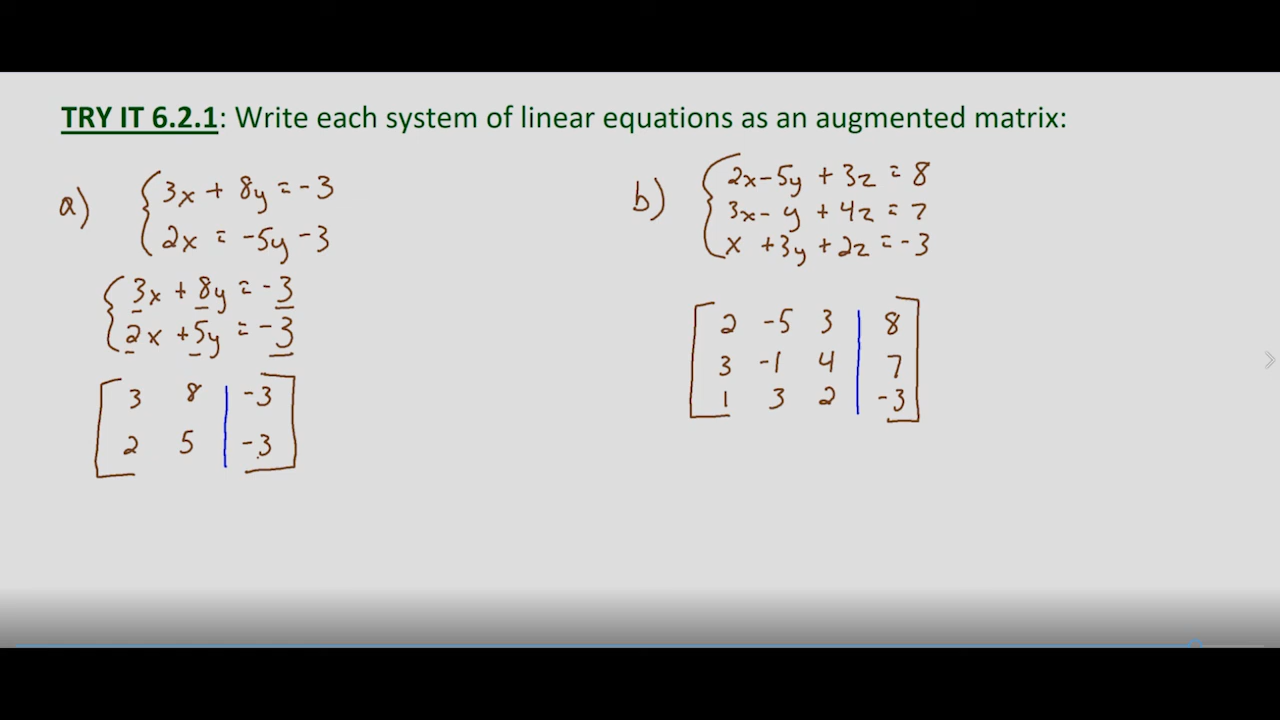 TRY IT 6.2.1: Write each system of linear equations as an augmented matrix:
a)
3x + 8y = -3
2x = -5y - 3
3x + 8y = -3
2x + 5y = -3
3 8 | -3
2 5 | -3
b)
2x - 5y + 3z = 8
3x - y + 4z = 7
x + 3y + 2z = -3
2 -5 3 | 8
3 -1 4 | 7
1 3 2 | -3